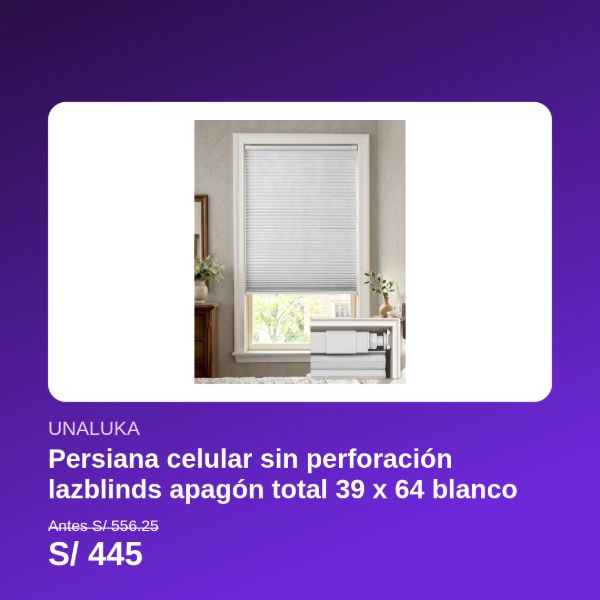 UNALUKA
Persiana celular sin perforación
lazblinds apagón total 39 x 64 blanco
Antes S/ 556.25
S/ 445